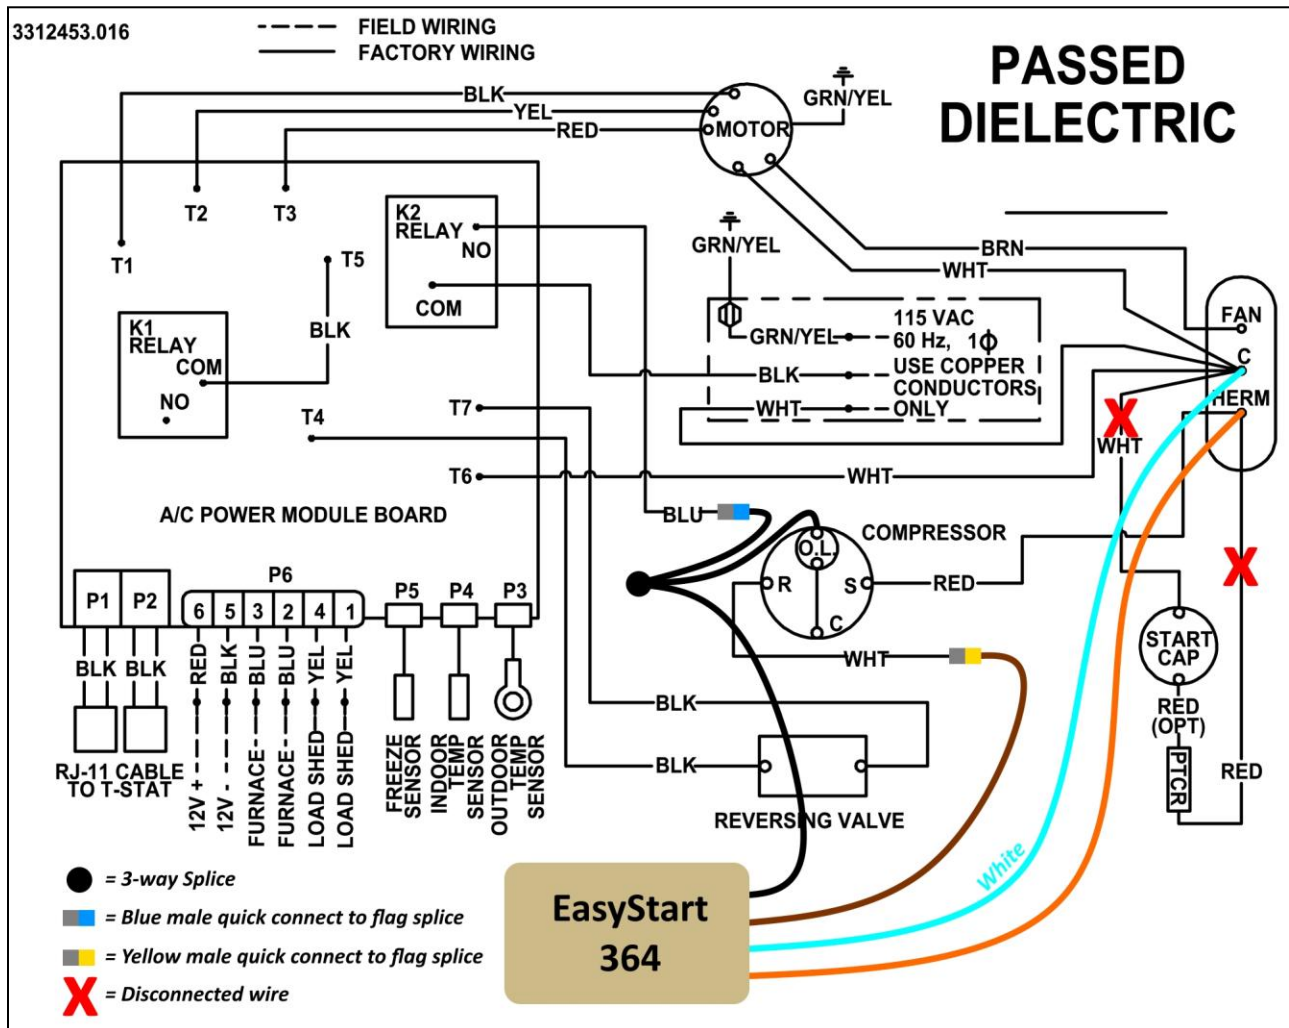 3312453.016
FIELD WIRING
FACTORY WIRING
PASSED
DIELECTRIC
BLK
YEL
RED
MOTOR
GRN/YEL
T2
T3
T1
K2
RELAY
NO
COM
T5
BLK
K1
RELAY
COM
NO
T4
T7
T6
GRN/YEL
BRN
WHT
115 VAC
GRN/YEL
60 Hz, 1ϕ
BLK
USE COPPER
CONDUCTORS
WHT
ONLY
FAN
C
HERM
WHT
WHT
A/C POWER MODULE BOARD
BLU
COMPRESSOR
O.L.
R
S
C
RED
WHT
START
CAP
RED
(OPT)
PTCR
RED
BLK
BLK
REVERSING VALVE
P1
P2
BLK
BLK
RJ-11 CABLE
TO T-STAT
P6
6 5 3 2 4 1
RED
BLK
BLU
BLU
YEL
YEL
12V +
12V -
FURNACE
FURNACE
LOAD SHED
LOAD SHED
P5
P4
P3
FREEZE
SENSOR
INDOOR
TEMP
SENSOR
OUTDOOR
TEMP
SENSOR
= 3-way Splice
= Blue male quick connect to flag splice
= Yellow male quick connect to flag splice
X = Disconnected wire
EasyStart
364
White